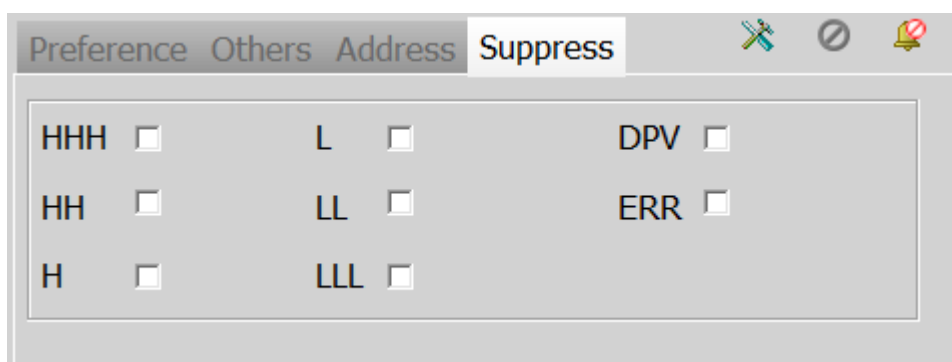 Preference Others Address Suppress
HHH L DPV
HH LL ERR
H LLL